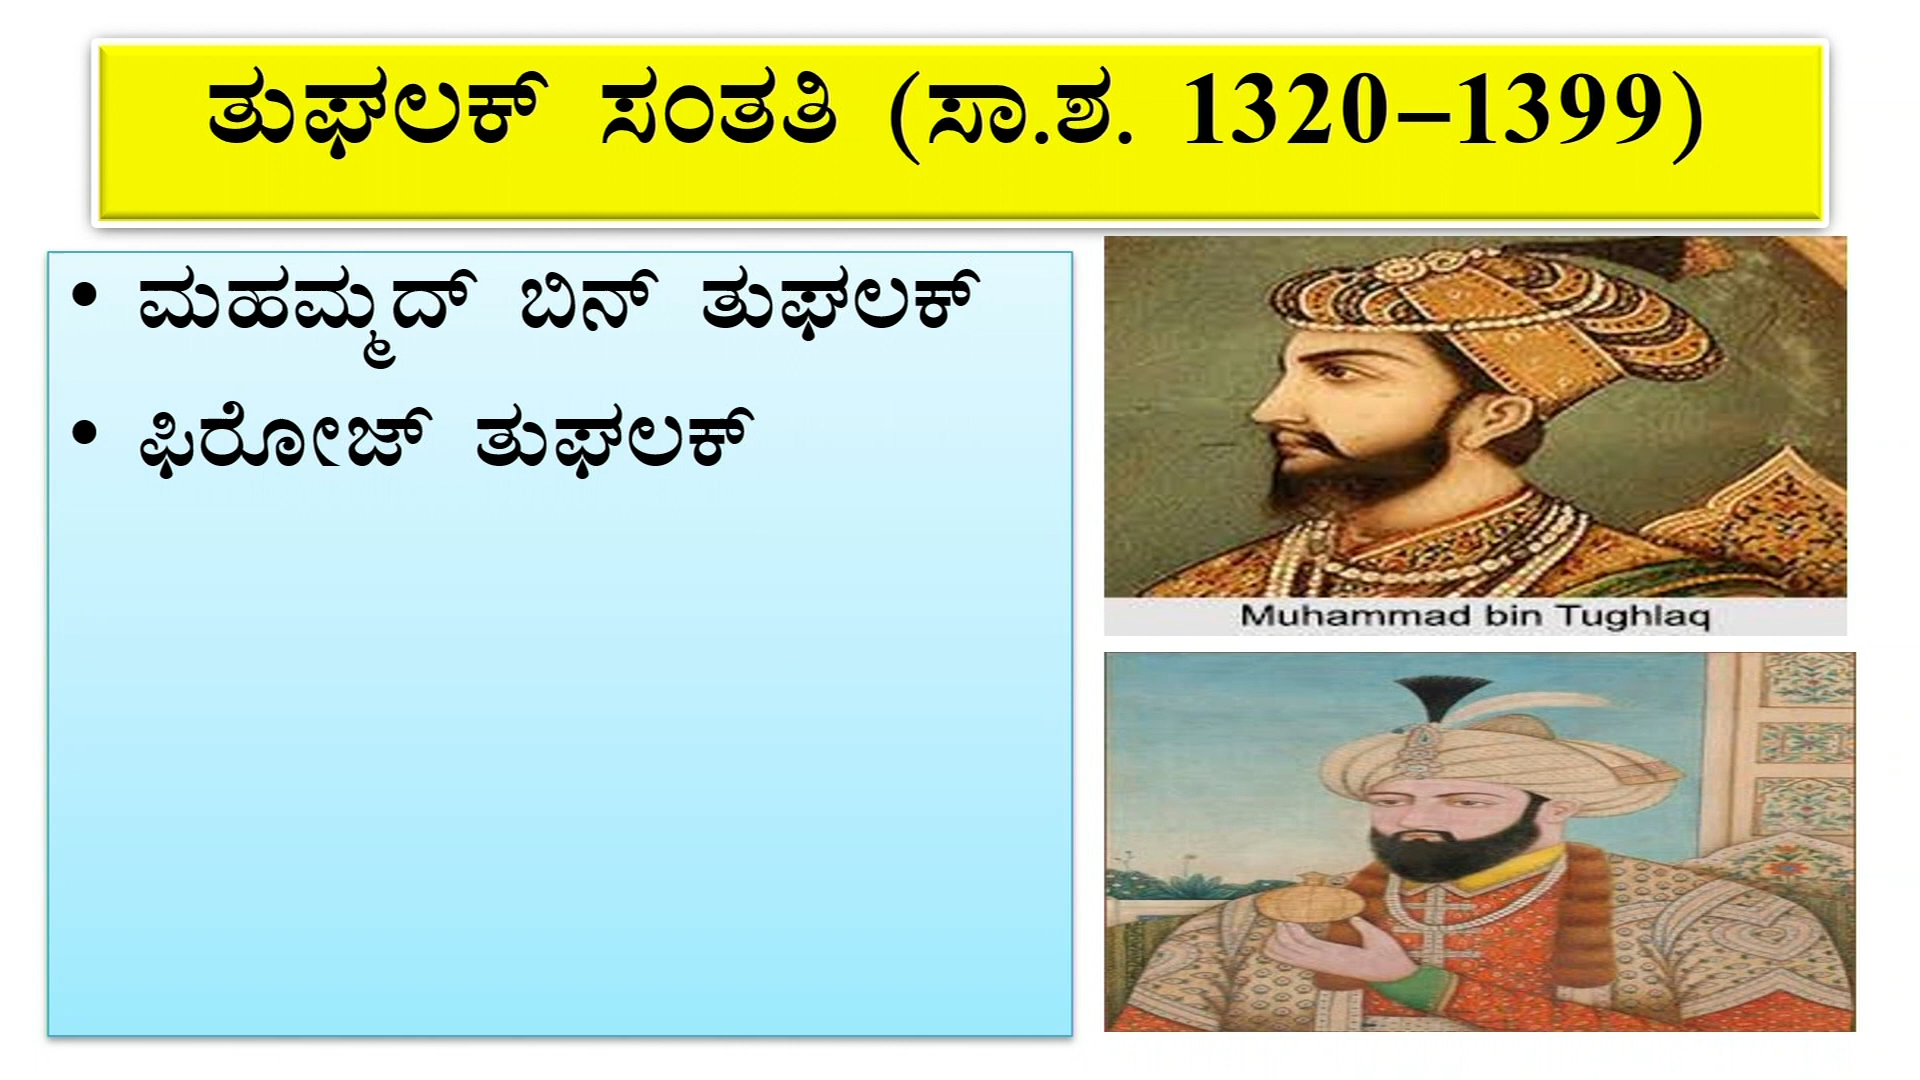 ತುಘಲಕ್ ಸಂತತಿ (ಸಾ.ಶ. 1320–1399)
• ಮಹಮ್ಮದ್ ಬಿನ್ ತುಘಲಕ್
• ಫಿರೋಜ್ ತುಘಲಕ್
Muhammad bin Tughlaq